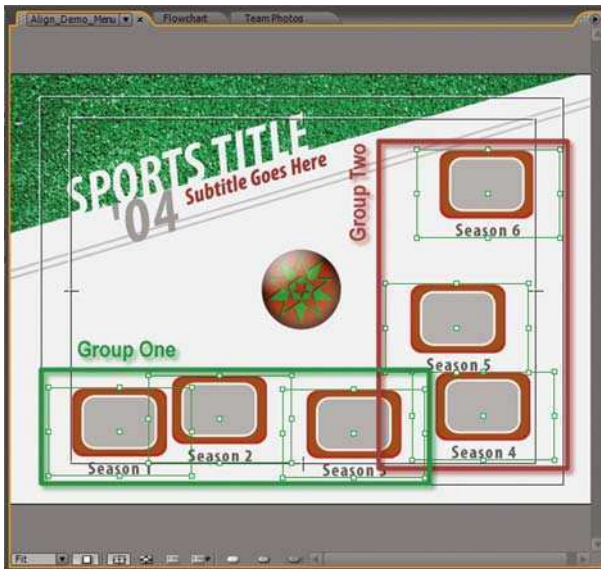 Align_Demo_Menu
Flowchart
Team Photos
SPORTS TITLE
'04 Subtitle Goes Here
Group Two
Season 6
Season 5
Group One
Season 1
Season 2
Season 3
Season 4
Fit